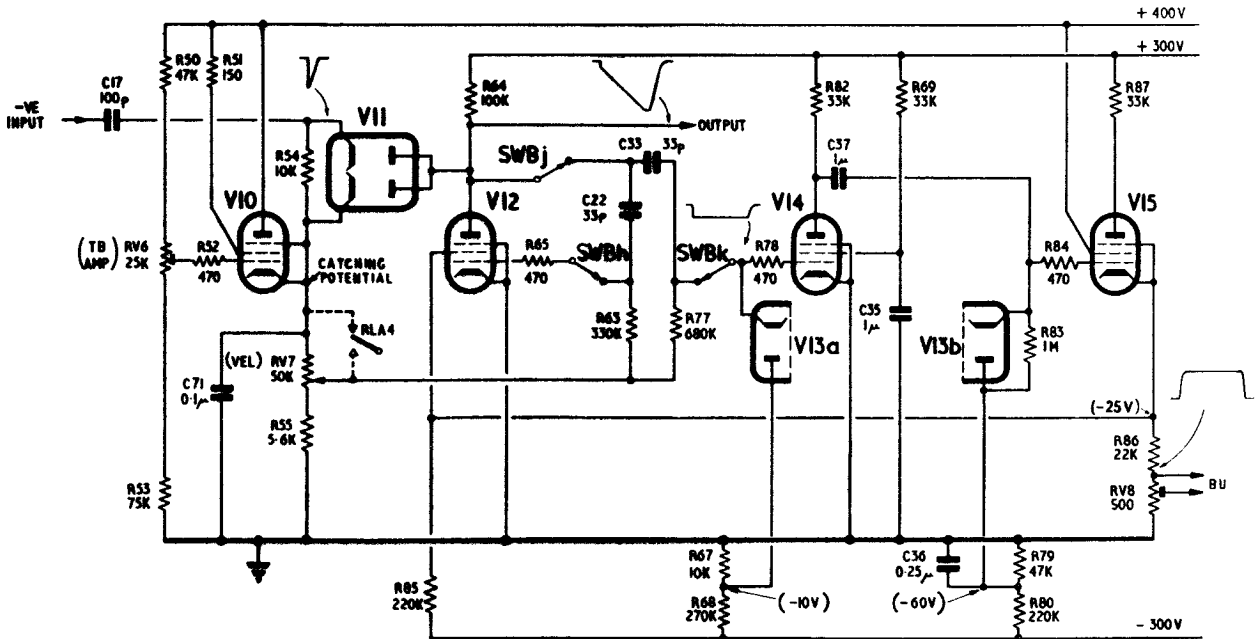 + 400V
+ 300V
R50
47K
R51
150
C17
100p
-VE
INPUT
V11
R54
10K
R64
100K
OUTPUT
R82
33K
R69
33K
R87
33K
SWBj
C33
33p
C37
1μ
V10
V12
C22
33p
V14
V15
(TB
AMP)
RV6
25K
R52
470
CATCHING
POTENTIAL
R65
470
SWBh
SWBk
R78
470
R84
470
RLA4
R63
330K
R77
680K
V13a
C35
1μ
V13b
R83
1M
(VEL)
RV7
50K
C71
0·1μ
R55
5·6K
(-25V)
R86
22K
R53
75K
RV8
500
BU
R85
220K
R67
10K
R68
270K
(-10V)
C36
0·25μ
(-60V)
R79
47K
R80
220K
- 300V